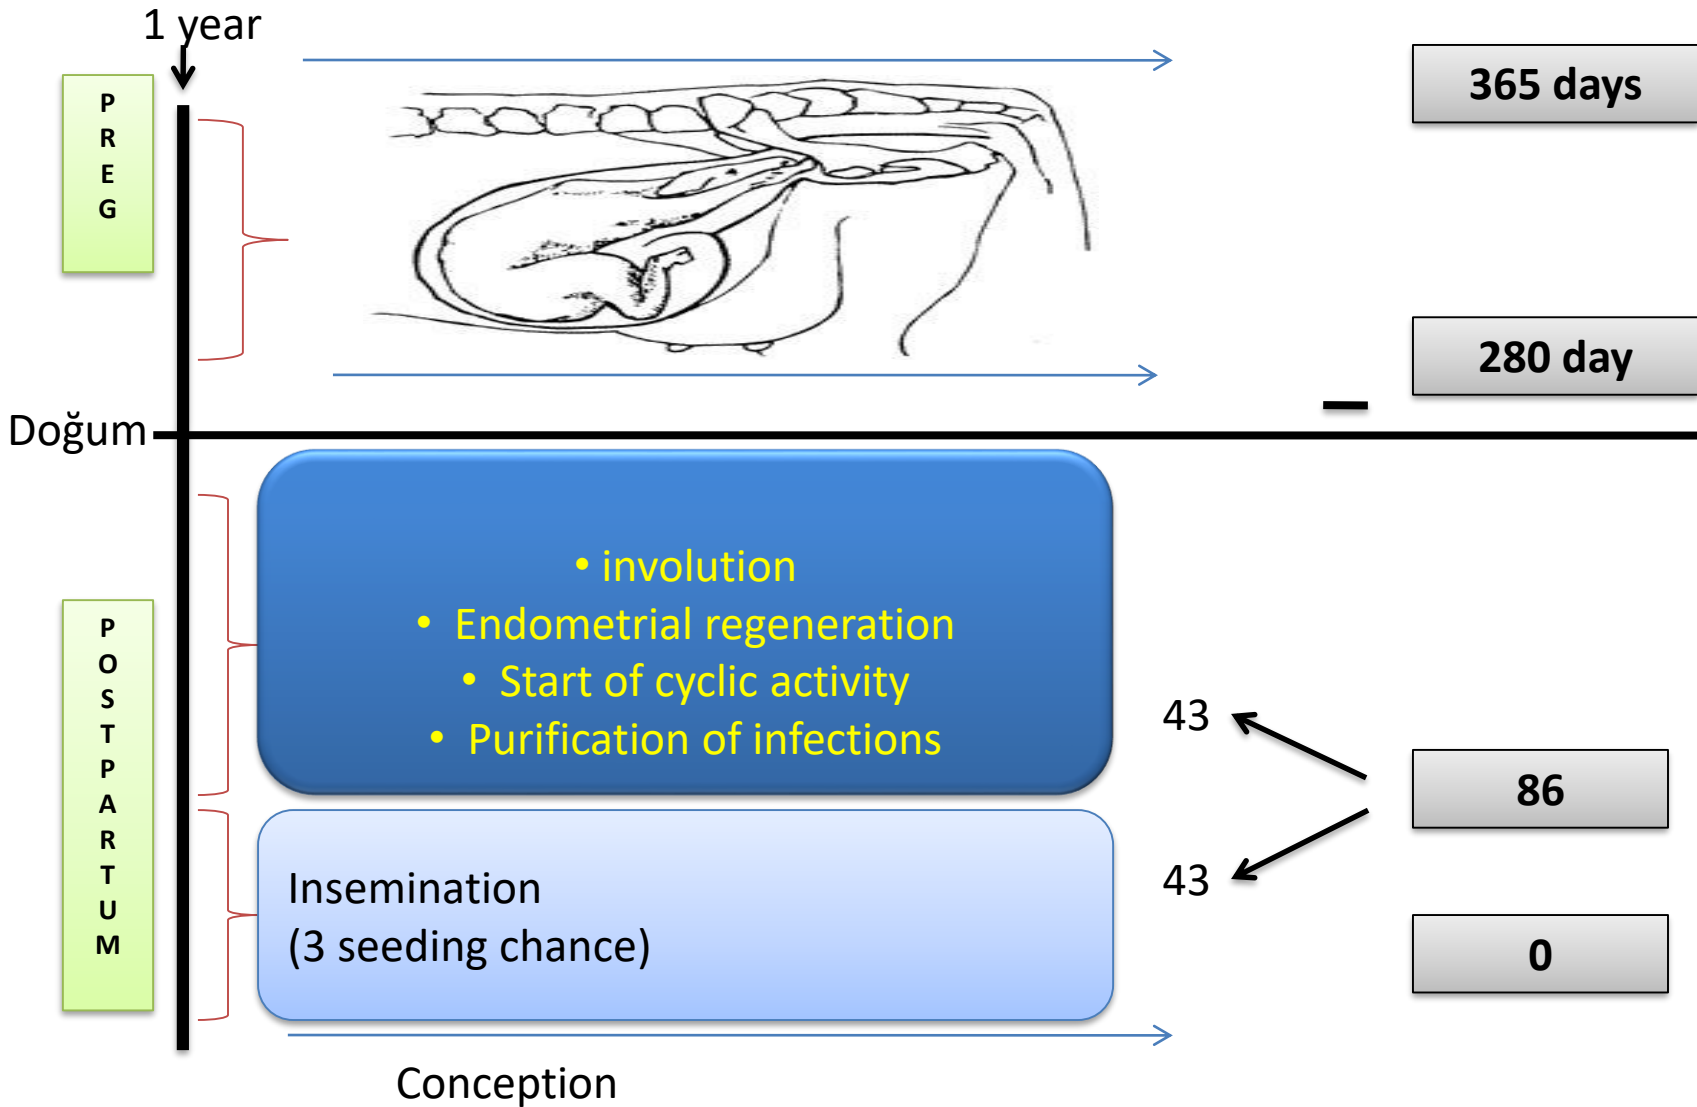 1 year
365 days
PREG
280 day
Doğum
• involution
• Endometrial regeneration
• Start of cyclic activity
• Purification of infections
POSTPARTUM
43
86
43
Insemination
(3 seeding chance)
0
Conception